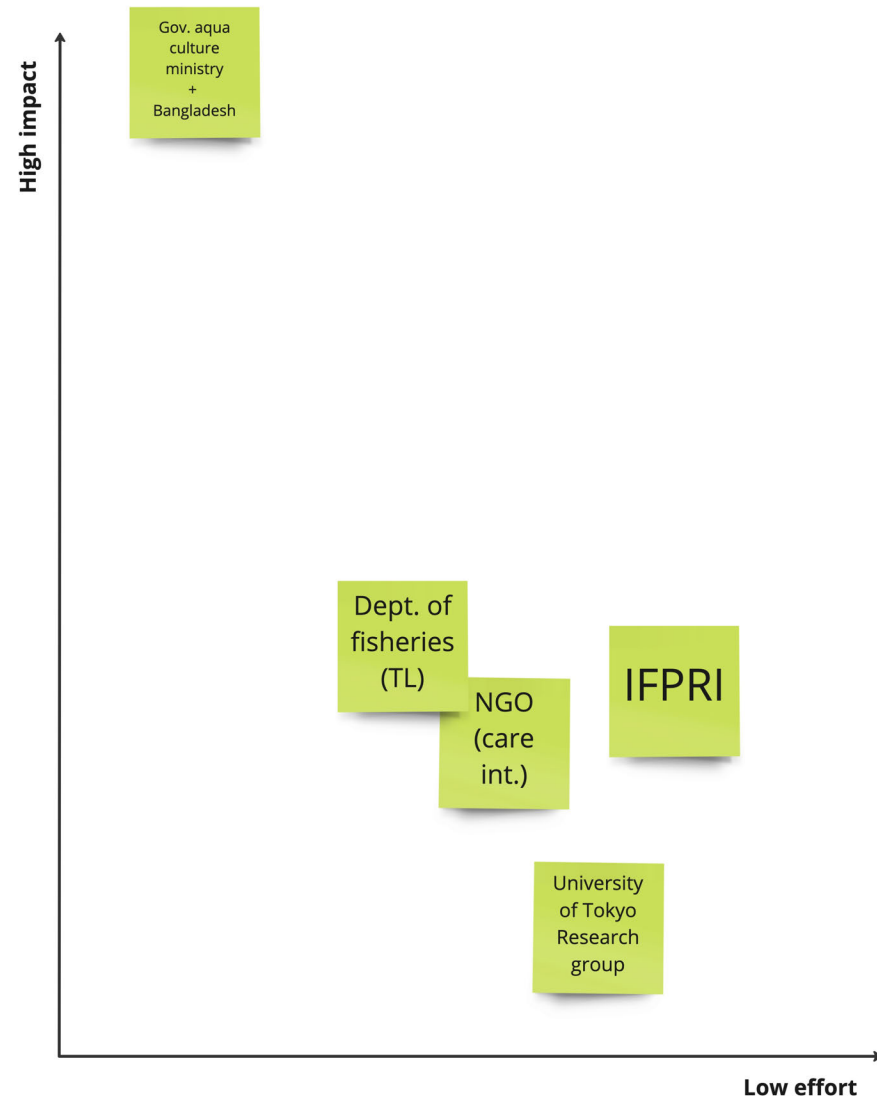 High impact
Gov. aqua
culture
ministry
+
Bangladesh
Dept. of
fisheries
(TL)
NGO
(care
int.)
IFPRI
University
of Tokyo
Research
group
Low effort